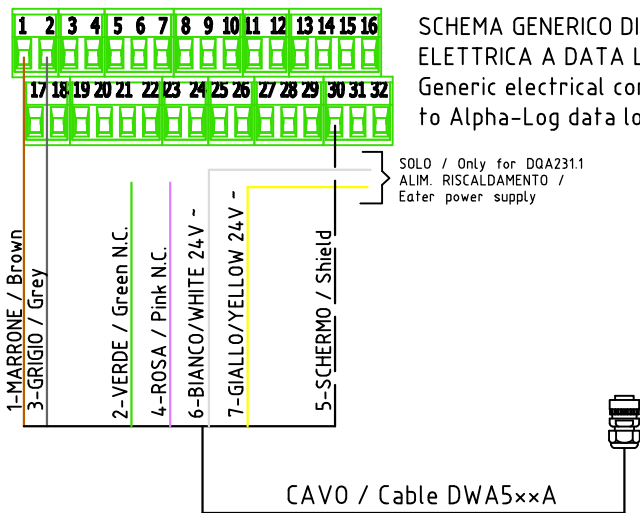 1 2 3 4 5 6 7 8 9 10 11 12 13 14 15 16
17 18 19 20 21 22 23 24 25 26 27 28 29 30 31 32
SCHEMA GENERICO DI
ELETTRICA A DATA L
Generic electrical con
to Alpha-Log data lo
SOLO / Only for DQA231.1
ALIM. RISCALDAMENTO /
Eater power supply
1-MARRONE / Brown
3-GRIGIO / Grey
2-VERDE / Green N.C.
4-ROSA / Pink N.C.
6-BIANCO/WHITE 24V ~
7-GIALLO/YELLOW 24V ~
5-SCHERMO / Shield
CAVO / Cable DWA5××A